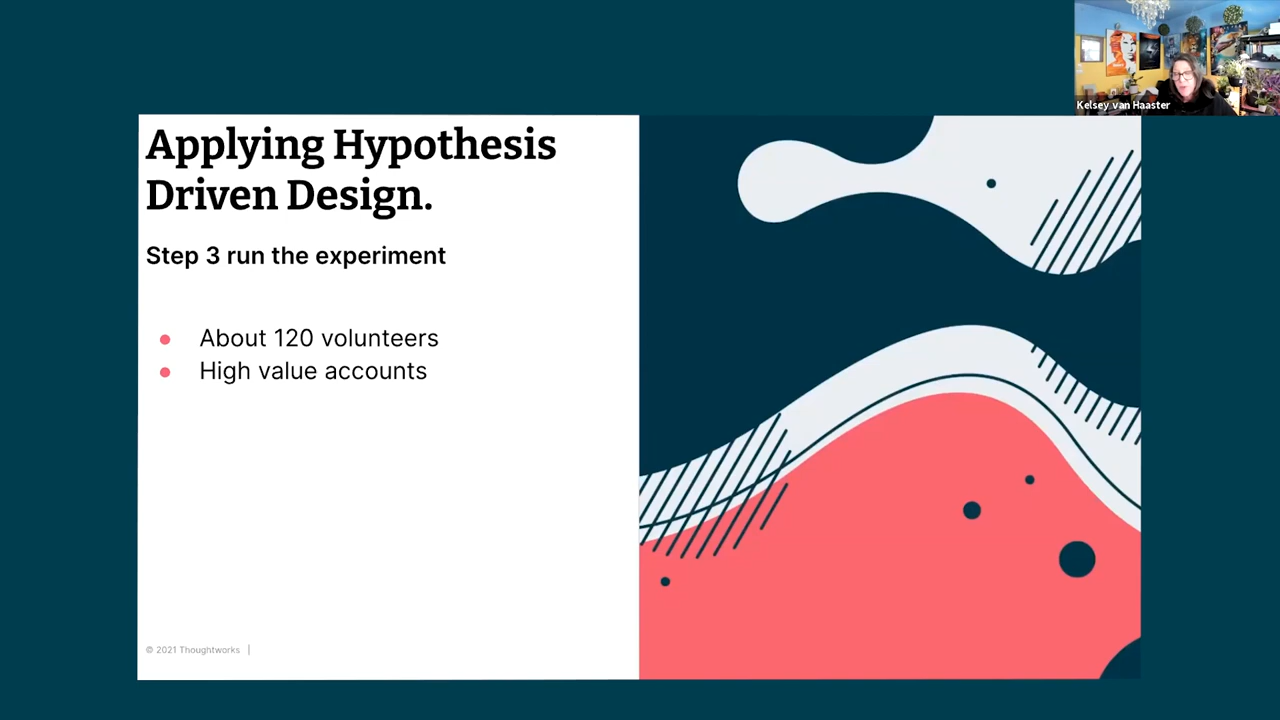 Kelsey van Haaster
Applying Hypothesis
Driven Design.
Step 3 run the experiment
● About 120 volunteers
● High value accounts
© 2021 Thoughtworks |